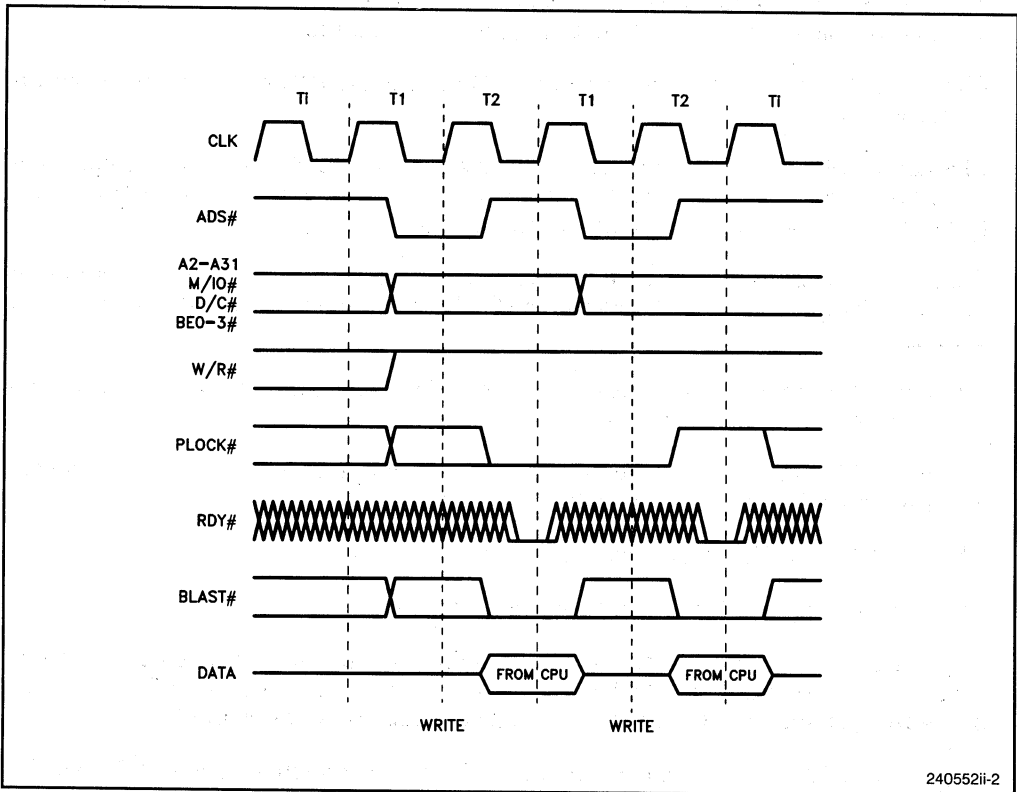 Ti T1 T2 T1 T2 Ti
CLK
ADS#
A2-A31
M/IO#
D/C#
BE0-3#
W/R#
PLOCK#
RDY#
BLAST#
DATA
FROM CPU FROM CPU
WRITE WRITE
240552ii-2